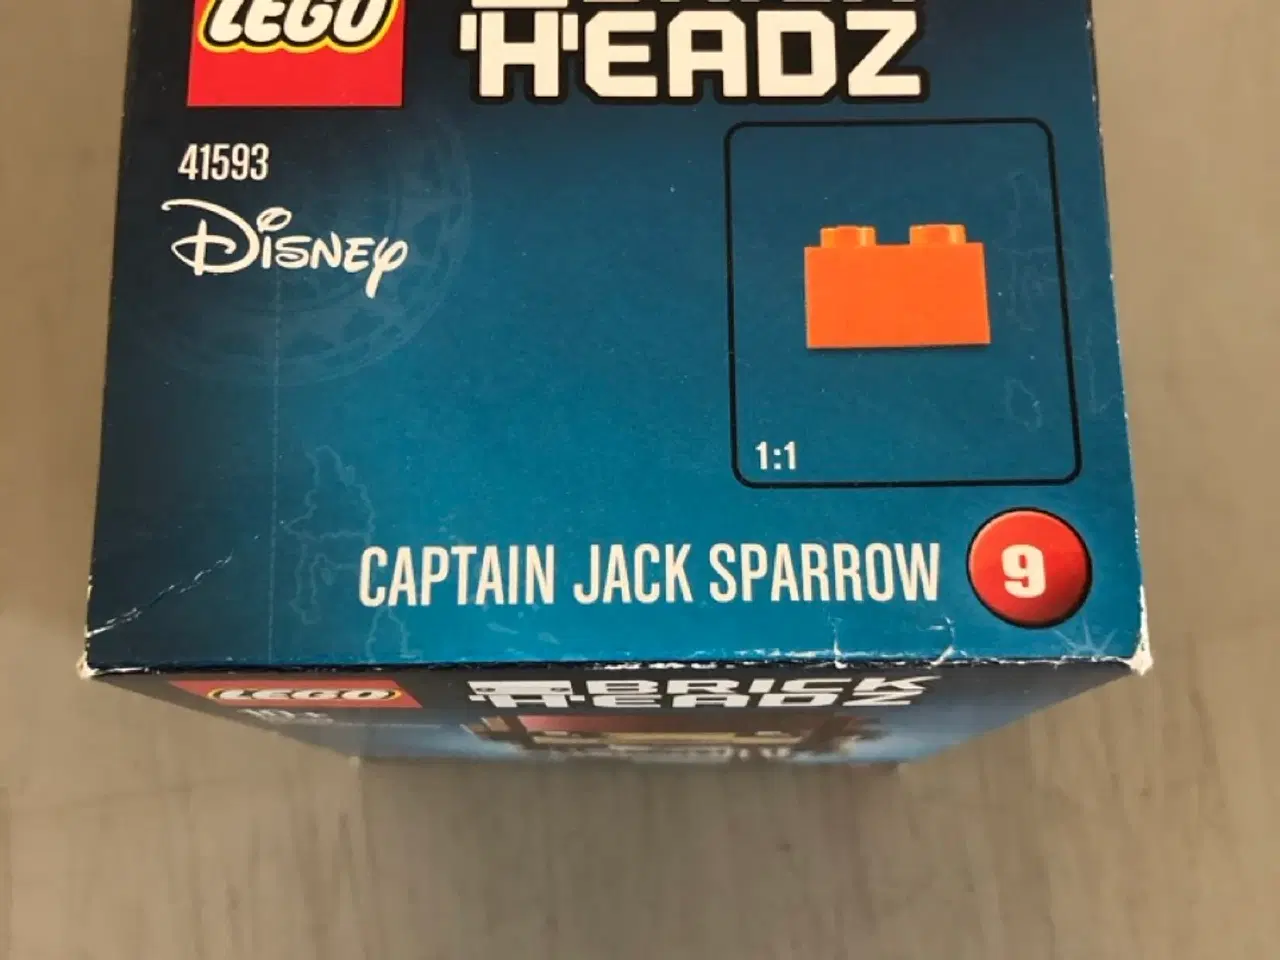 LEGO
HEADZ
41593
Disney
1:1
CAPTAIN JACK SPARROW 9
LEGO BRICK
HEADZ